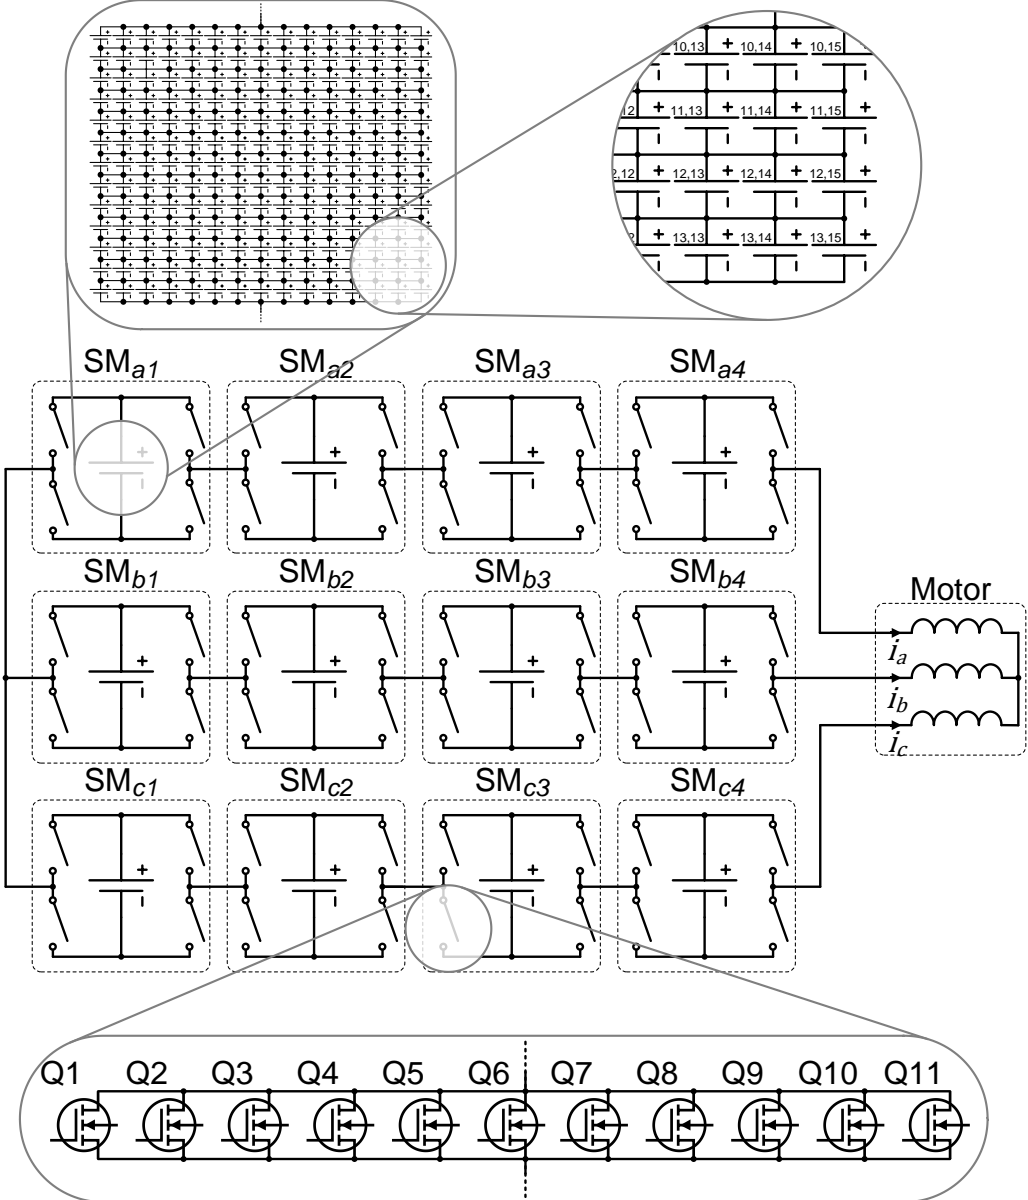 10,13 + 10,14 + 10,15 +
12 + 11,13 + 11,14 + 11,15 +
2,12 + 12,13 + 12,14 + 12,15 +
2 + 13,13 + 13,14 + 13,15 +
SMa1 SMa2 SMa3 SMa4
SMb1 SMb2 SMb3 SMb4
Motor
ia
ib
ic
SMc1 SMc2 SMc3 SMc4
Q1 Q2 Q3 Q4 Q5 Q6 Q7 Q8 Q9 Q10 Q11